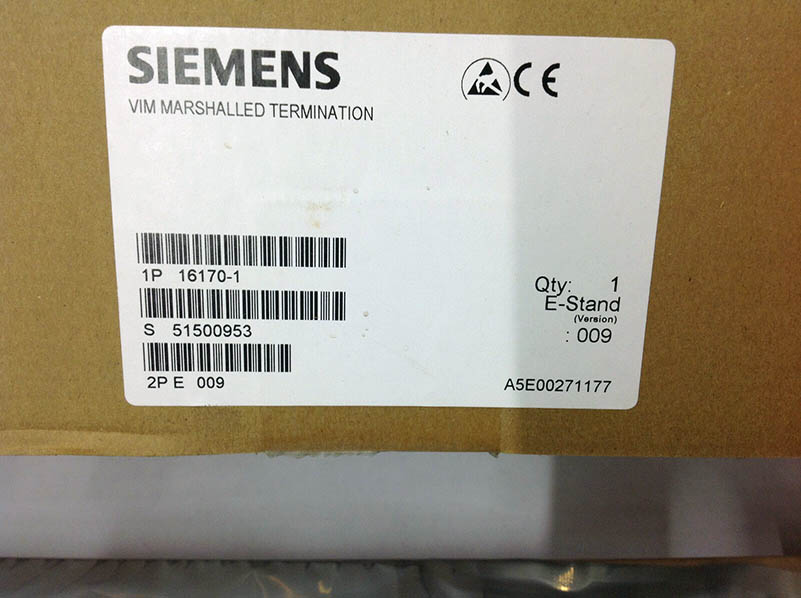 SIEMENS
CE
VIM MARSHALLED TERMINATION
1P 16170-1
S 51500953
2P E 009
Qty: 1
E-Stand
(Version)
: 009
A5E00271177